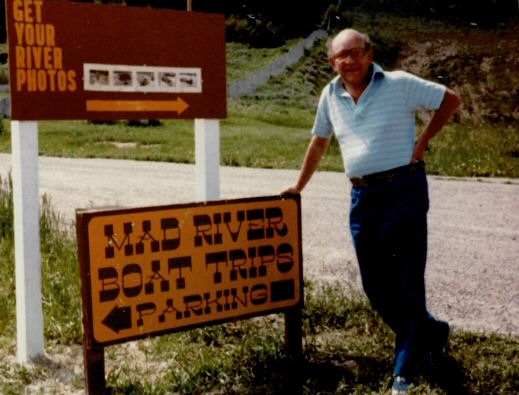 GET
YOUR
RIVER
PHOTOS
MAD RIVER
BOAT TRIPS
PARKING